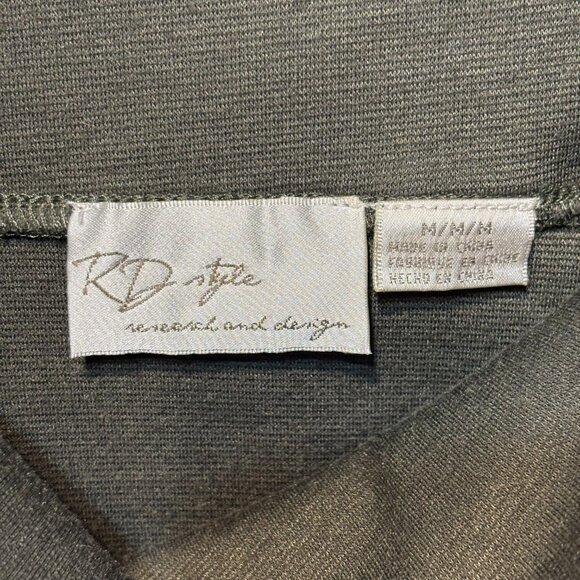 RD style
research and design
M/M/M
MADE IN CHINA
FABRIQUE EN CHINE
HECHO EN CHINA